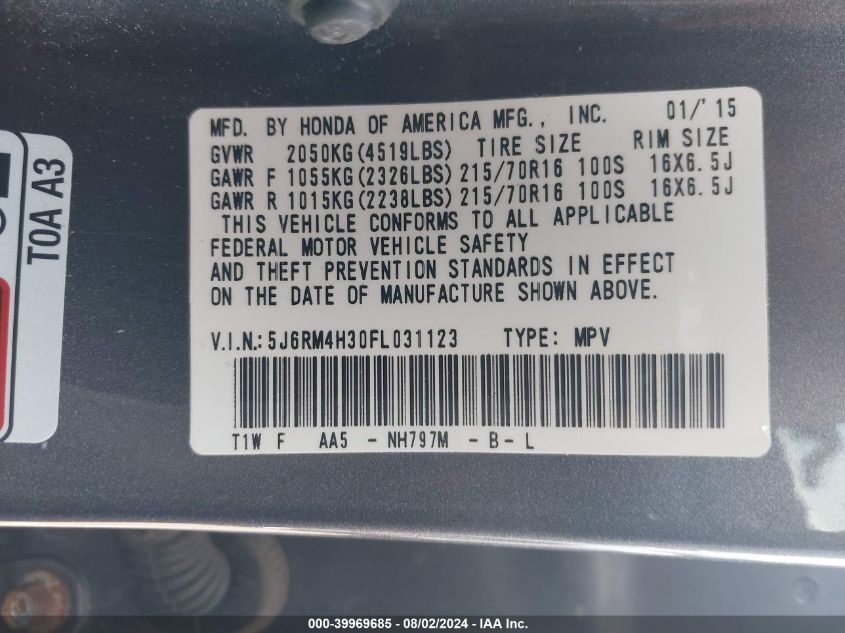 MFD. BY HONDA OF AMERICA MFG., INC. 01/'15
GVWR 2050KG(4519LBS) TIRE SIZE RIM SIZE
GAWR F 1055KG(2326LBS) 215/70R16 100S 16X6.5J
GAWR R 1015KG(2238LBS) 215/70R16 100S 16X6.5J
THIS VEHICLE CONFORMS TO ALL APPLICABLE
FEDERAL MOTOR VEHICLE SAFETY
AND THEFT PREVENTION STANDARDS IN EFFECT
ON THE DATE OF MANUFACTURE SHOWN ABOVE.
V.I.N.: 5J6RM4H30FL031123 TYPE: MPV
T1W F AA5 - NH797M - B - L
T0A A3
000-39969685 - 08/02/2024 - IAA Inc.